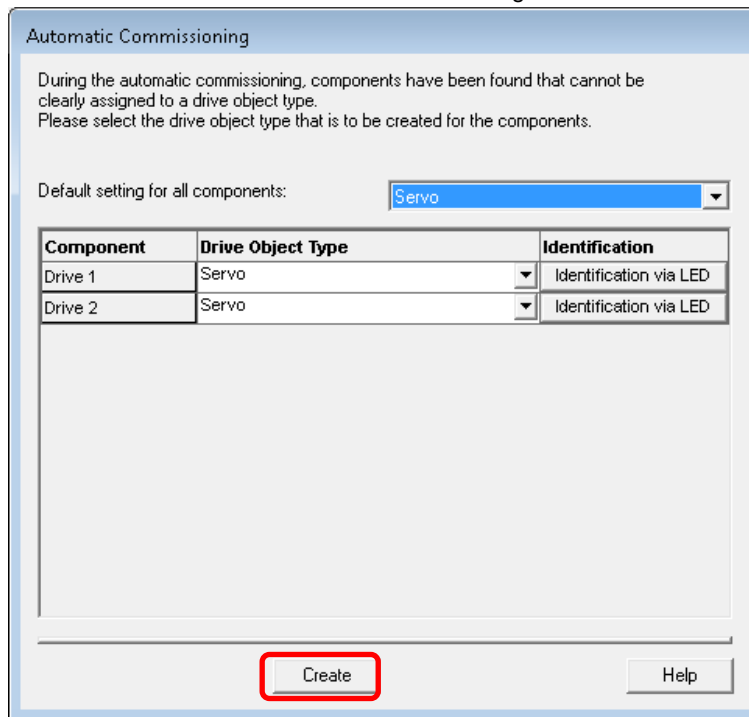 Automatic Commissioning
During the automatic commissioning, components have been found that cannot be
clearly assigned to a drive object type.
Please select the drive object type that is to be created for the components.
Default setting for all components: Servo
Component Drive Object Type Identification
Drive 1 Servo Identification via LED
Drive 2 Servo Identification via LED
Create Help